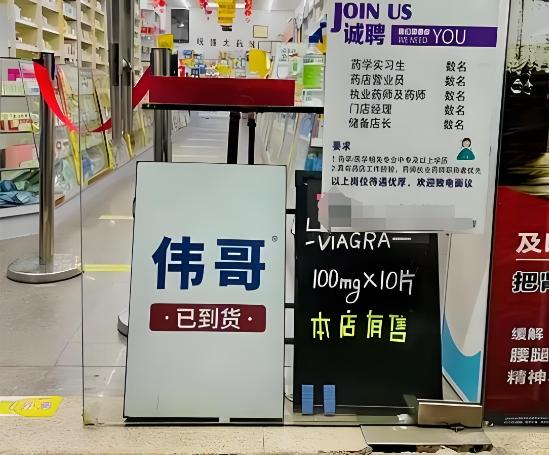 JOIN US
诚聘
WE NEED YOU
药学实习生 数名
药店营业员 数名
执业药师及药师 数名
门店经理 数名
储备店长 数名
要求
以上岗位待遇优厚，欢迎致电面议
伟哥®
·已到货·
-VIAGRA-
100mg×10片
本店有售
缓解
腰腿
精神